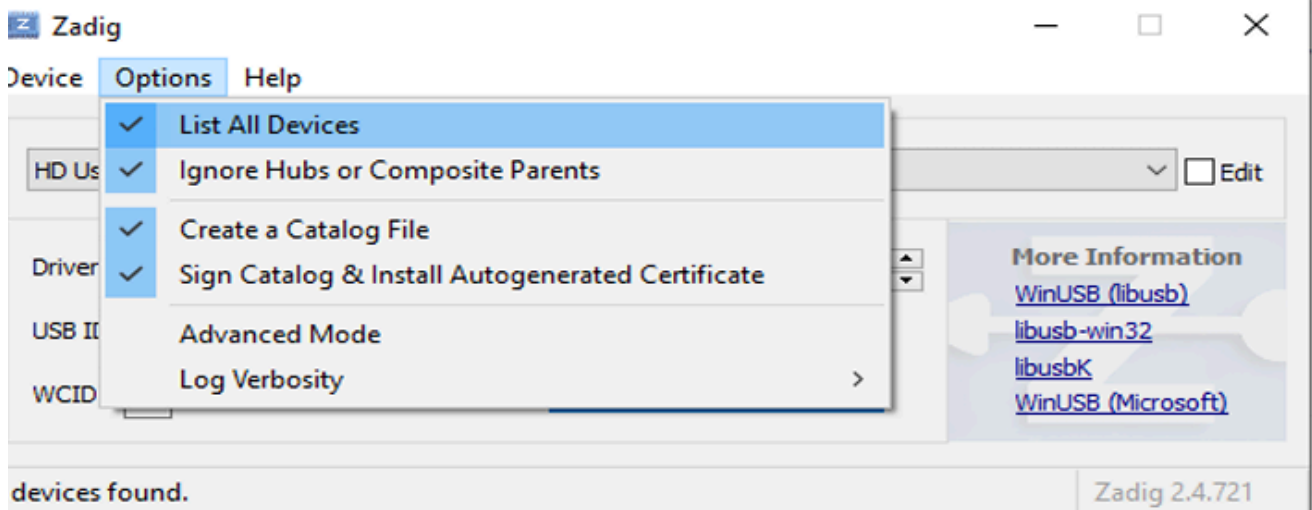 Zadig
Device Options Help
List All Devices
HD Us Ignore Hubs or Composite Parents Edit
Create a Catalog File
Driver Sign Catalog & Install Autogenerated Certificate
More Information
WinUSB (libusb)
USB ID Advanced Mode
libusb-win32
Log Verbosity
libusbK
WCID
WinUSB (Microsoft)
devices found.
Zadig 2.4.721